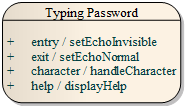 Typing Password
+ entry / setEchoInvisible
+ exit / setEchoNormal
+ character / handleCharacter
+ help / displayHelp